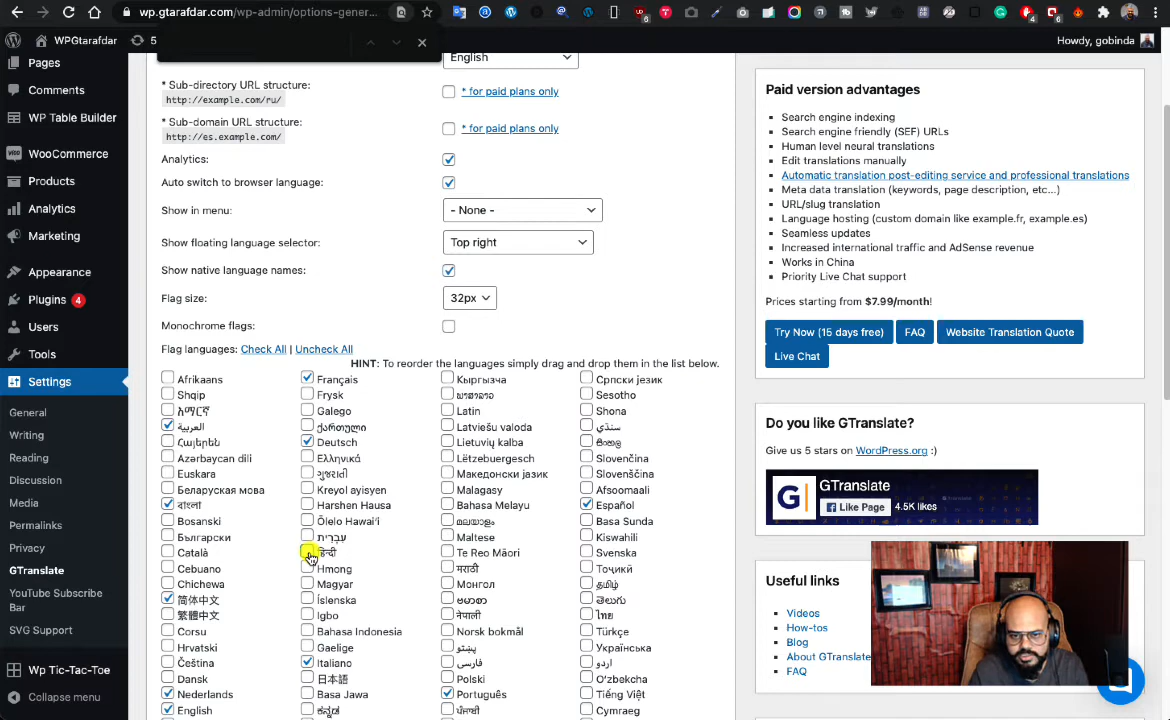 wp.gtarafdar.com/wp-admin/options-gener...
WPGtarafdar
5
Howdy, gobinda
Pages
Comments
WP Table Builder
WooCommerce
Products
Analytics
Marketing
Appearance
Plugins 4
Users
Tools
Settings
General
Writing
Reading
Discussion
Media
Permalinks
Privacy
GTranslate
YouTube Subscribe
Bar
SVG Support
Wp Tic-Tac-Toe
Collapse menu
English
* Sub-directory URL structure:
http://example.com/ru/
* for paid plans only
* Sub-domain URL structure:
http://es.example.com/
* for paid plans only
Analytics:
Auto switch to browser language:
Show in menu:
- None -
Show floating language selector:
Top right
Show native language names:
Flag size:
32px
Monochrome flags:
Flag languages: Check All | Uncheck All
HINT: To reorder the languages simply drag and drop them in the list below.
Afrikaans
Shqip
አማርኛ
العربية
Հայերեն
Azərbaycan dili
Euskara
Беларуская мова
বাংলা
Bosanski
Български
Català
Cebuano
Chichewa
简体中文
繁體中文
Corsu
Hrvatski
Čeština
Dansk
Nederlands
English
Français
Frysk
Galego
ქართული
Deutsch
Ελληνικά
ગુજરાતી
Kreyol ayisyen
Harshen Hausa
Ōlelo Hawaiʻi
עִבְרִית
हिन्दी
Hmong
Magyar
Íslenska
Igbo
Bahasa Indonesia
Gaelige
Italiano
日本語
Basa Jawa
ಕನ್ನಡ
Кыргызча
ພາສາລາວ
Latin
Latviešu valoda
Lietuvių kalba
Lëtzebuergesch
Македонски јазик
Malagasy
Bahasa Melayu
മലയാളം
Maltese
Te Reo Māori
मराठी
Монгол
ဗမာစာ
नेपाली
Norsk bokmål
پښتو
فارسی
Polski
Português
ਪੰਜਾਬੀ
Српски језик
Sesotho
Shona
سنڌي
සිංහල
Slovenčina
Slovenščina
Afsoomaali
Español
Basa Sunda
Kiswahili
Svenska
Тоҷикӣ
தமிழ்
తెలుగు
ไทย
Türkçe
Українська
اردو
O'zbekcha
Tiếng Việt
Cymraeg
Paid version advantages
Search engine indexing
Search engine friendly (SEF) URLs
Human level neural translations
Edit translations manually
Automatic translation post-editing service and professional translations
Meta data translation (keywords, page description, etc...)
URL/slug translation
Language hosting (custom domain like example.fr, example.es)
Seamless updates
Increased international traffic and AdSense revenue
Works in China
Priority Live Chat support
Prices starting from $7.99/month!
Try Now (15 days free)
FAQ
Website Translation Quote
Live Chat
Do you like GTranslate?
Give us 5 stars on WordPress.org :)
G
GTranslate
Like Page
4.5K likes
Useful links
Videos
How-tos
Blog
About GTranslate
FAQ